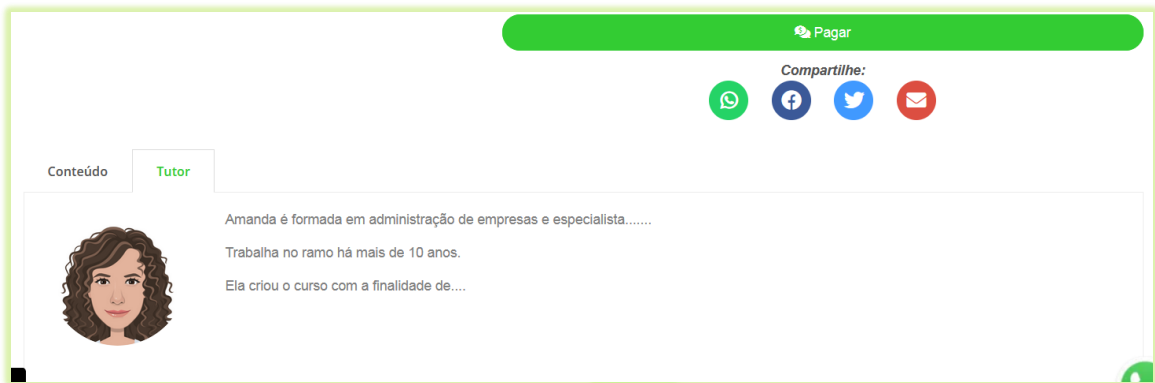 Pagar
Compartilhe:
Conteúdo
Tutor
Amanda é formada em administração de empresas e especialista.......
Trabalha no ramo há mais de 10 anos.
Ela criou o curso com a finalidade de....